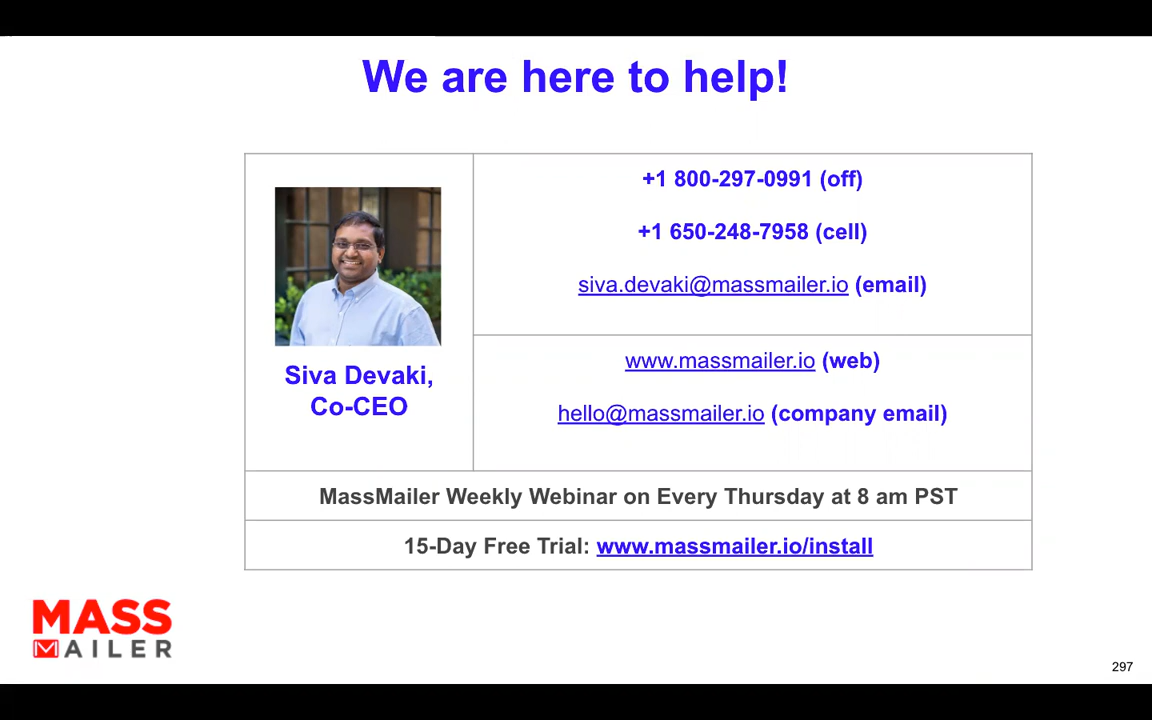 We are here to help!
+1 800-297-0991 (off)
+1 650-248-7958 (cell)
siva.devaki@massmailer.io (email)
Siva Devaki,
Co-CEO
www.massmailer.io (web)
hello@massmailer.io (company email)
MassMailer Weekly Webinar on Every Thursday at 8 am PST
15-Day Free Trial: www.massmailer.io/install
MASS
MAILER
297